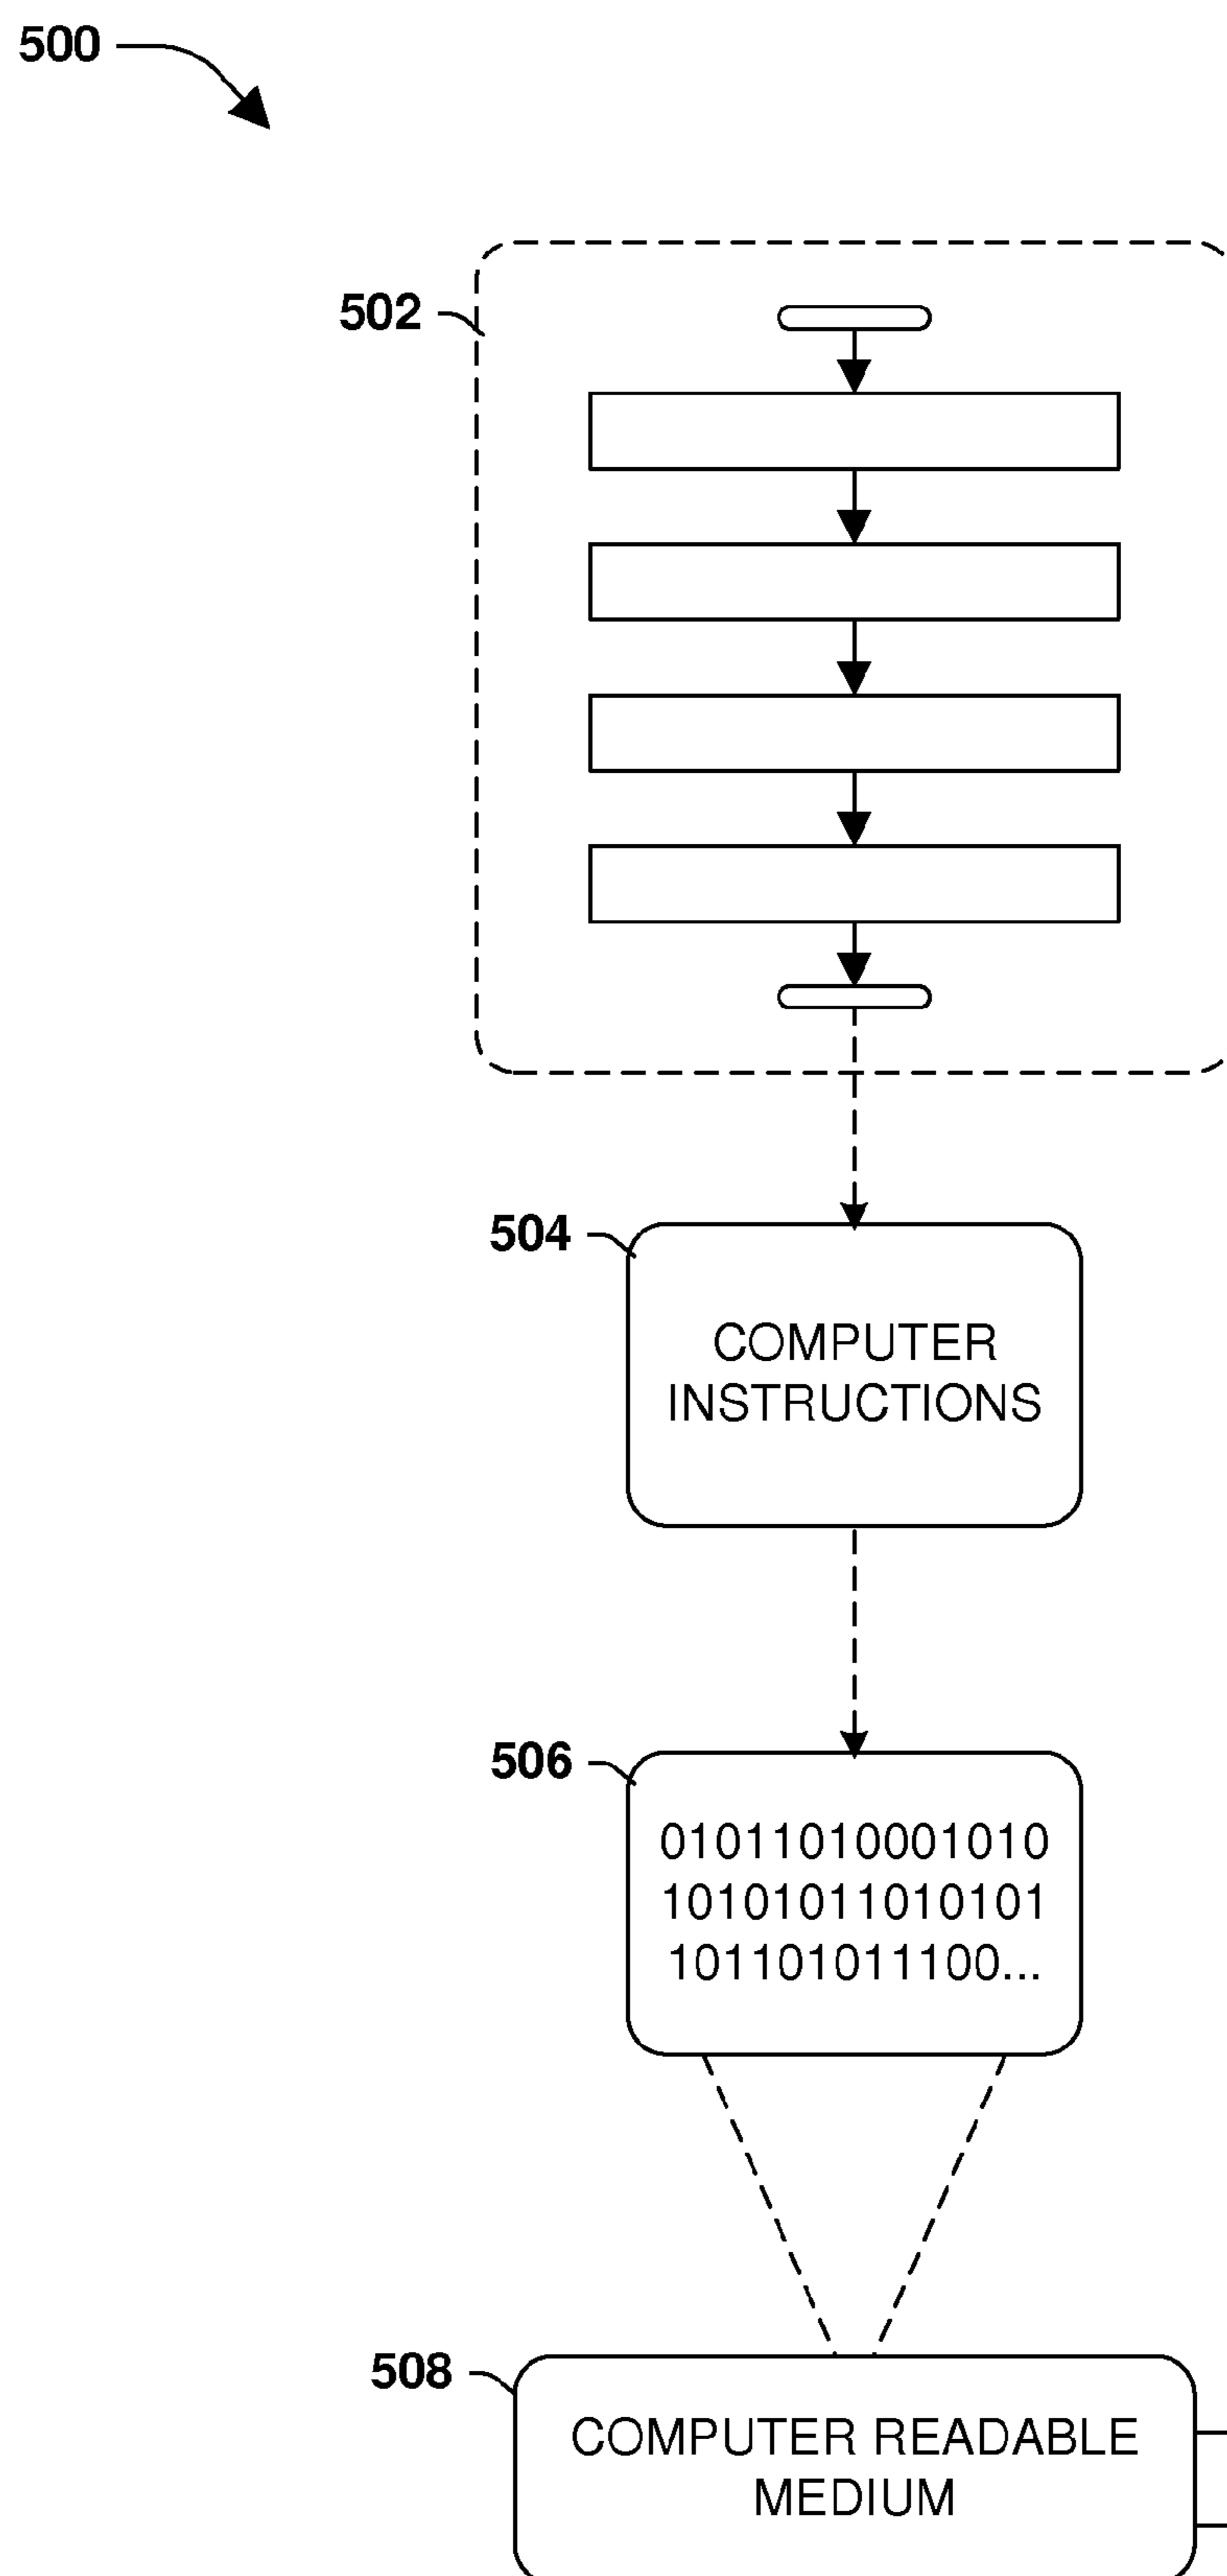 500
502
504
COMPUTER
INSTRUCTIONS
506
01011010001010
10101011010101
101101011100...
508
COMPUTER READABLE
MEDIUM